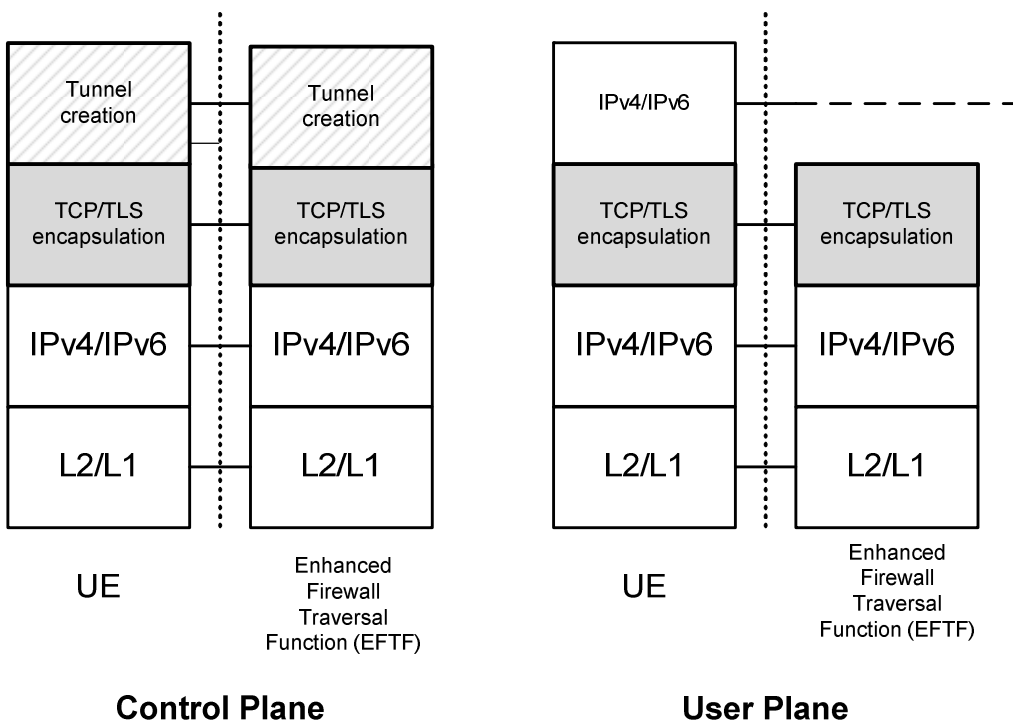 Tunnel
creation
Tunnel
creation
TCP/TLS
encapsulation
TCP/TLS
encapsulation
IPv4/IPv6
IPv4/IPv6
L2/L1
L2/L1
UE
Enhanced
Firewall
Traversal
Function (EFTF)
Control Plane
IPv4/IPv6
TCP/TLS
encapsulation
TCP/TLS
encapsulation
IPv4/IPv6
IPv4/IPv6
L2/L1
L2/L1
UE
Enhanced
Firewall
Traversal
Function (EFTF)
User Plane